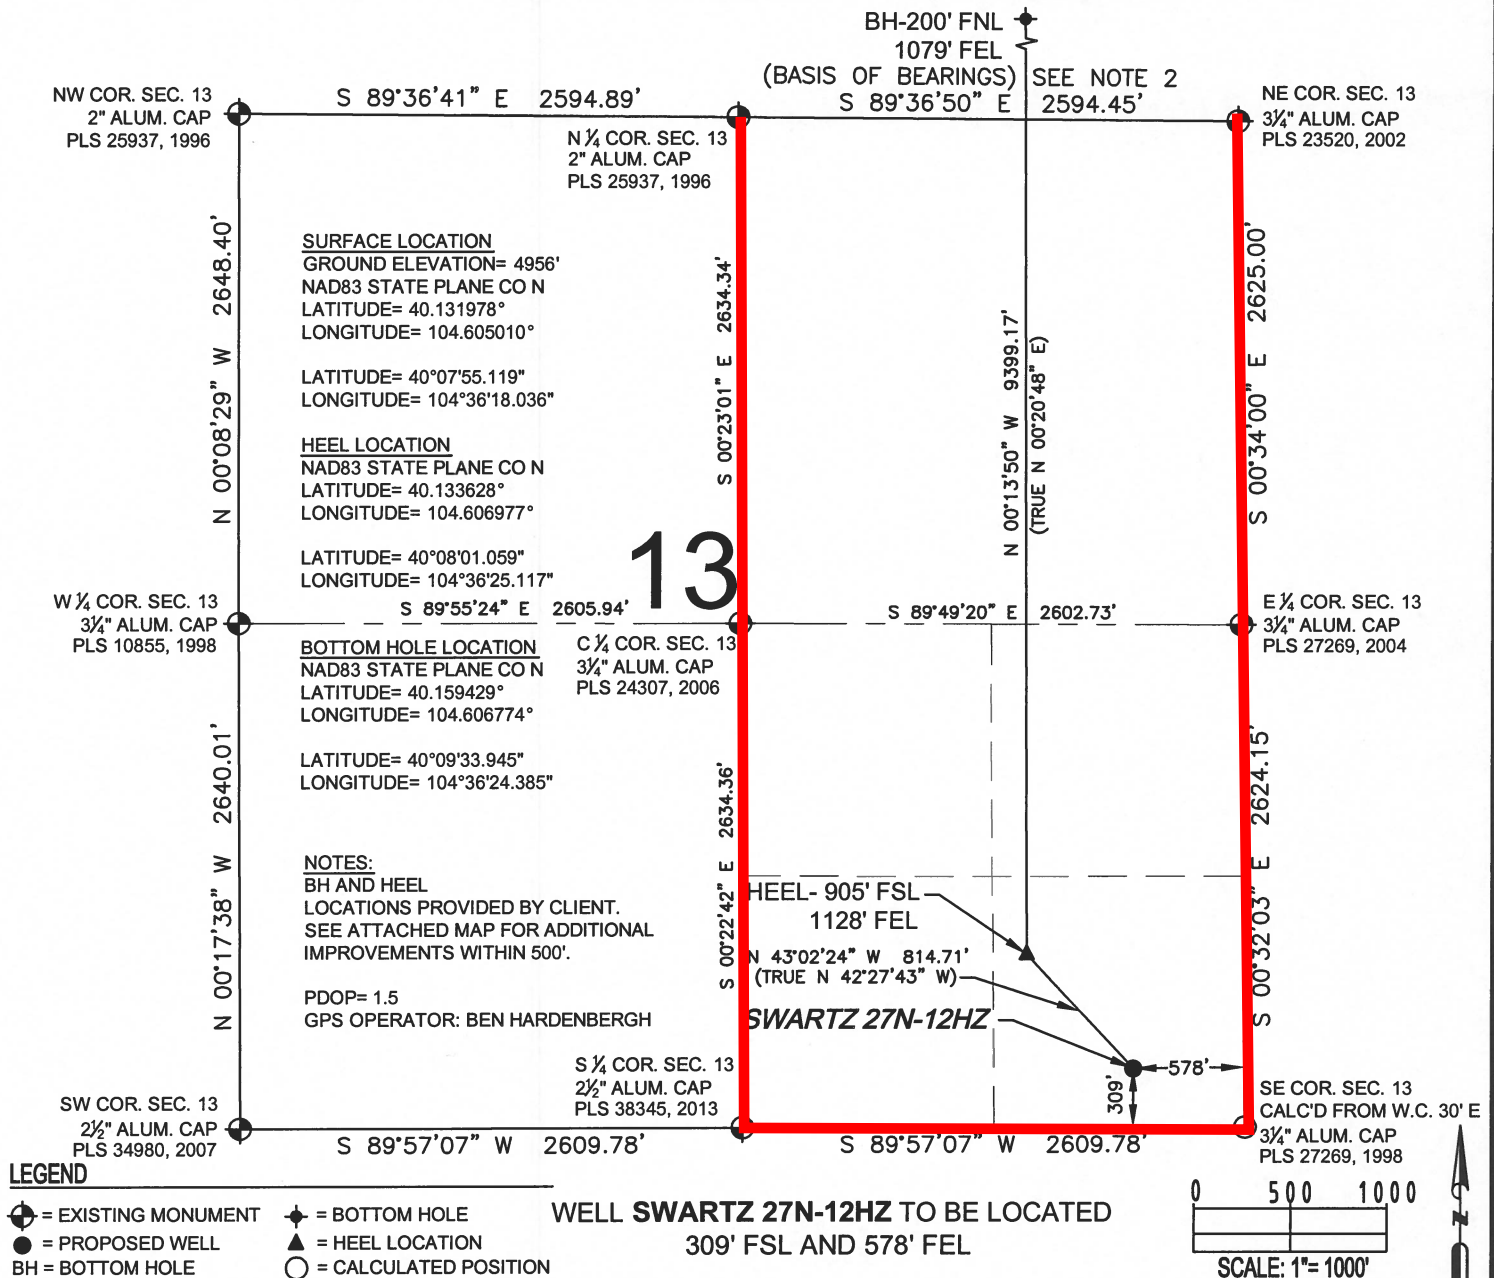 BH-200' FNL
1079' FEL
(BASIS OF BEARINGS) SEE NOTE 2
NW COR. SEC. 13
2" ALUM. CAP
PLS 25937, 1996
S 89°36'41" E 2594.89'
S 89°36'50" E 2594.45'
NE COR. SEC. 13
3¼" ALUM. CAP
PLS 23520, 2002
N ¼ COR. SEC. 13
2" ALUM. CAP
PLS 25937, 1996
N 00°08'29" W 2648.40'
SURFACE LOCATION
GROUND ELEVATION= 4956'
NAD83 STATE PLANE CO N
LATITUDE= 40.131978°
LONGITUDE= 104.605010°
LATITUDE= 40°07'55.119"
LONGITUDE= 104°36'18.036"
HEEL LOCATION
NAD83 STATE PLANE CO N
LATITUDE= 40.133628°
LONGITUDE= 104.606977°
LATITUDE= 40°08'01.059"
LONGITUDE= 104°36'25.117"
S 00°23'01" E 2634.34'
N 00°13'50" W 9399.17'
(TRUE N 00°20'48" E)
S 00°34'00" E 2625.00'
13
W ¼ COR. SEC. 13
3¼" ALUM. CAP
PLS 10855, 1998
S 89°55'24" E 2605.94'
S 89°49'20" E 2602.73'
E ¼ COR. SEC. 13
3¼" ALUM. CAP
PLS 27269, 2004
C ¼ COR. SEC. 13
3¼" ALUM. CAP
PLS 24307, 2006
BOTTOM HOLE LOCATION
NAD83 STATE PLANE CO N
LATITUDE= 40.159429°
LONGITUDE= 104.606774°
LATITUDE= 40°09'33.945"
LONGITUDE= 104°36'24.385"
N 00°17'38" W 2640.01'
S 00°22'42" E 2634.36'
S 00°32'03" E 2624.15'
NOTES:
BH AND HEEL
LOCATIONS PROVIDED BY CLIENT.
SEE ATTACHED MAP FOR ADDITIONAL
IMPROVEMENTS WITHIN 500'.
PDOP= 1.5
GPS OPERATOR: BEN HARDENBERGH
HEEL- 905' FSL
1128' FEL
N 43°02'24" W 814.71'
(TRUE N 42°27'43" W)
SWARTZ 27N-12HZ
578'
309'
S ¼ COR. SEC. 13
2½" ALUM. CAP
PLS 38345, 2013
SW COR. SEC. 13
2½" ALUM. CAP
PLS 34980, 2007
S 89°57'07" W 2609.78'
S 89°57'07" W 2609.78'
SE COR. SEC. 13
CALC'D FROM W.C. 30' E
3¼" ALUM. CAP
PLS 27269, 1998
LEGEND
= EXISTING MONUMENT
= BOTTOM HOLE
= PROPOSED WELL
= HEEL LOCATION
BH = BOTTOM HOLE
= CALCULATED POSITION
WELL SWARTZ 27N-12HZ TO BE LOCATED
309' FSL AND 578' FEL
0 500 1000
SCALE: 1"= 1000'
N